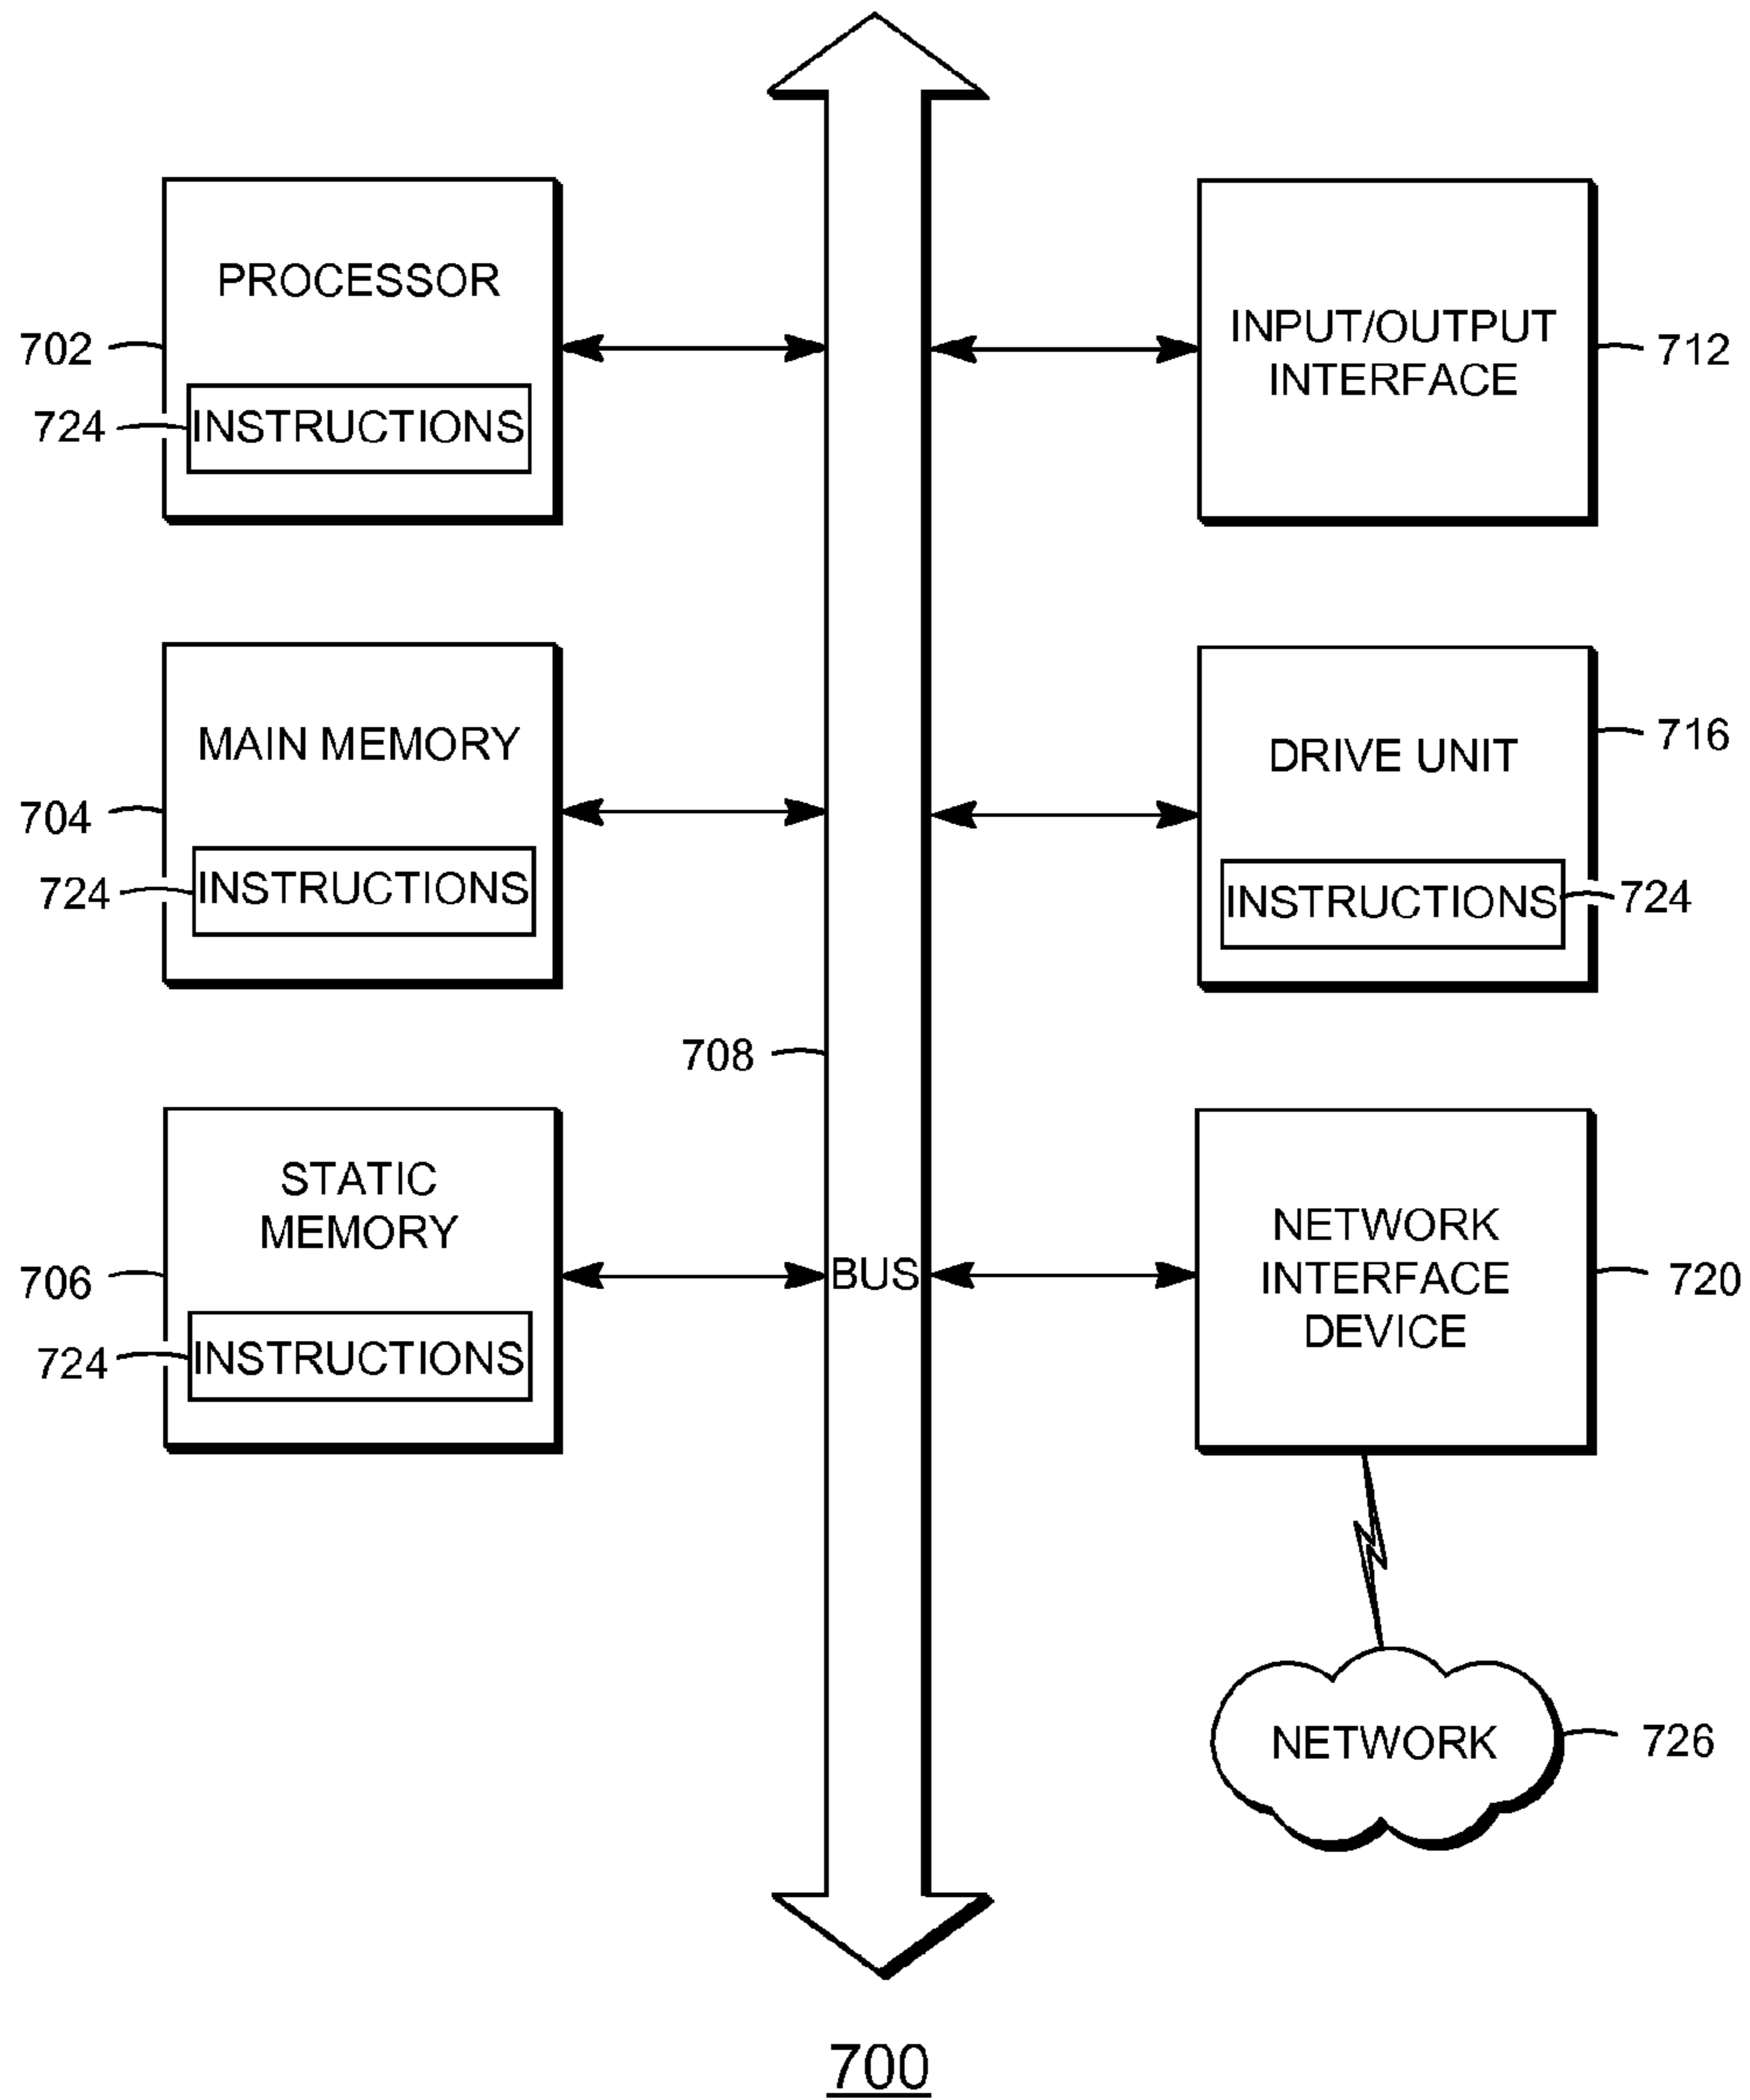 PROCESSOR
702
724
INSTRUCTIONS
INPUT/OUTPUT
INTERFACE
712
MAIN MEMORY
704
724
INSTRUCTIONS
DRIVE UNIT
716
INSTRUCTIONS
724
708
STATIC
MEMORY
706
724
INSTRUCTIONS
BUS
NETWORK
INTERFACE
DEVICE
720
NETWORK
726
700